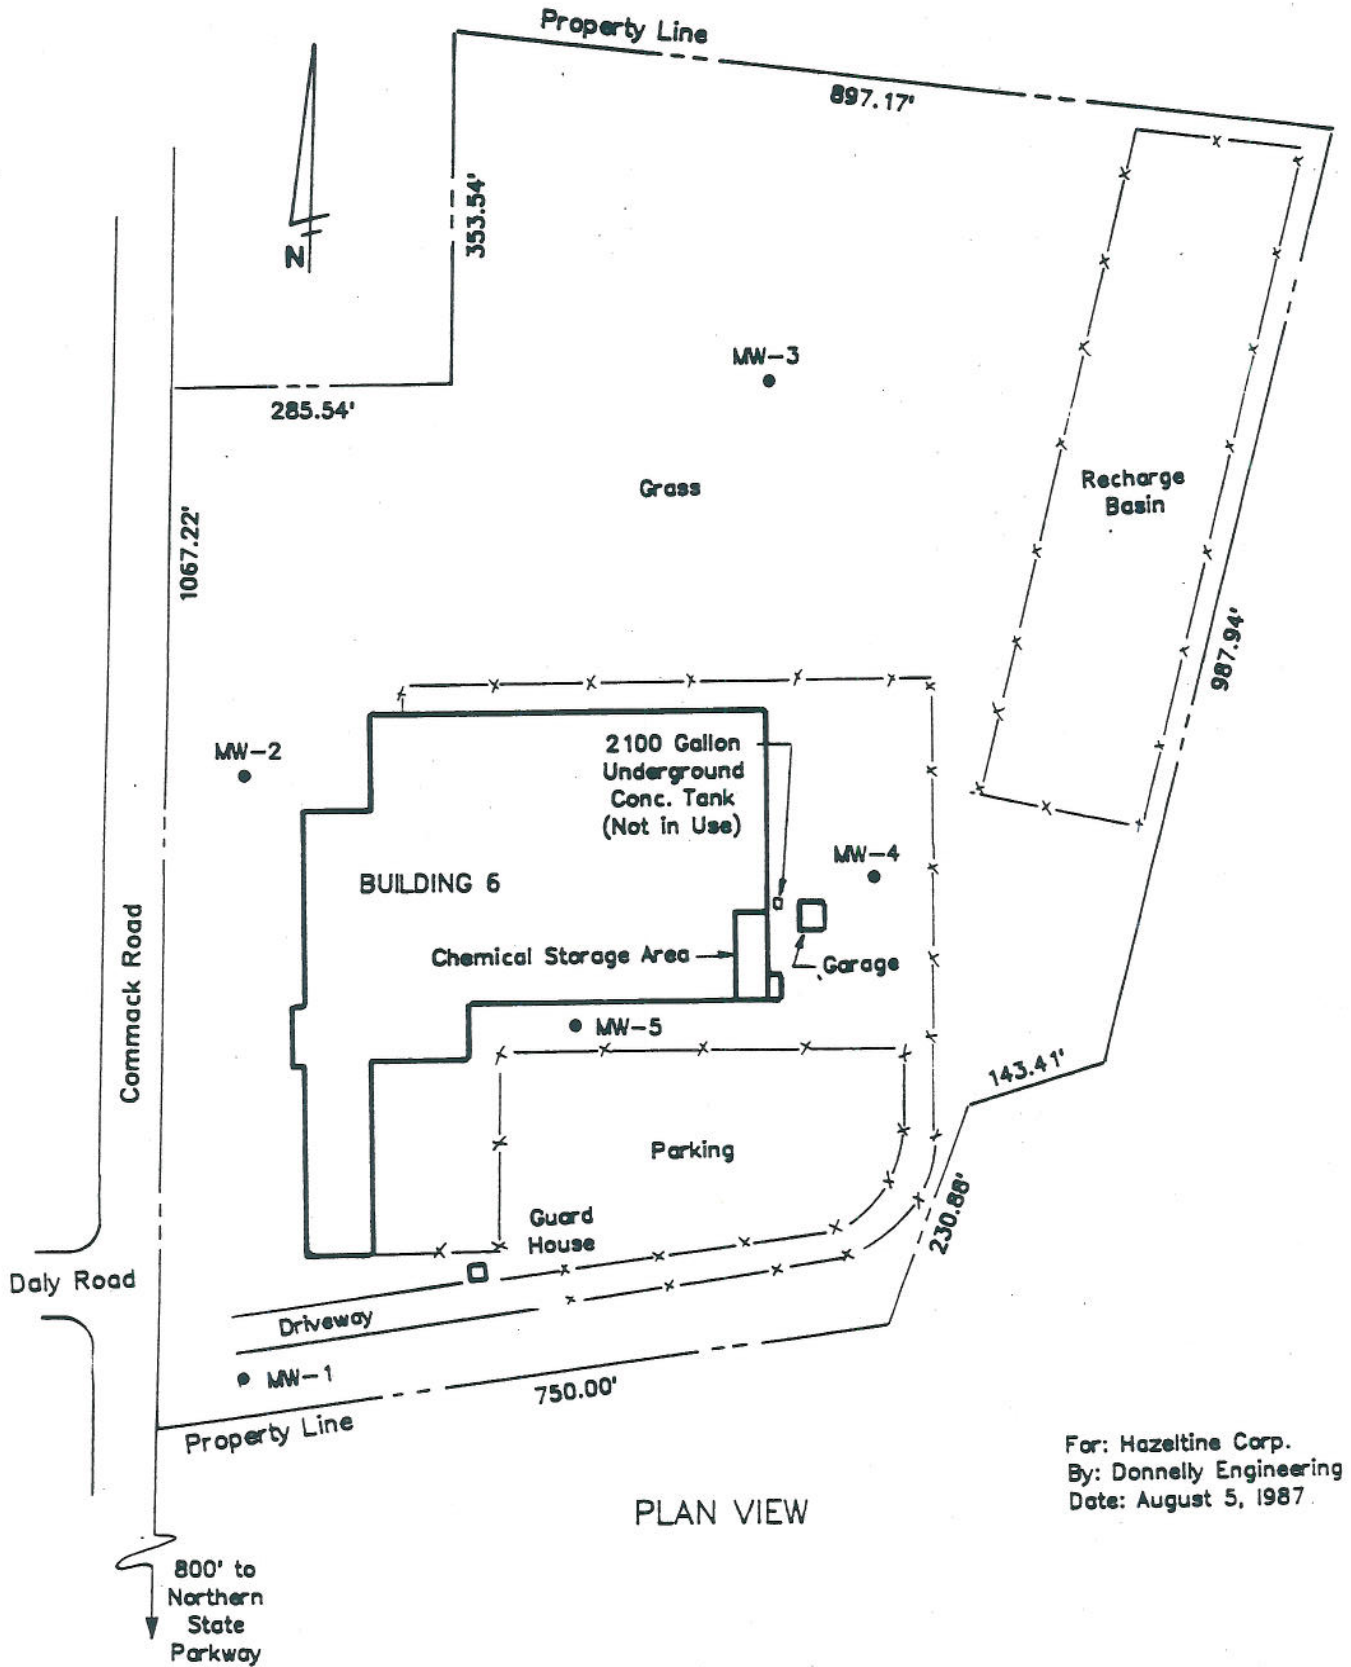 Property Line
897.17'
353.54'
N
MW-3
285.54'
Grass
Recharge
Basin
1067.22'
987.94'
MW-2
2100 Gallon
Underground
Conc. Tank
(Not in Use)
MW-4
BUILDING 6
Chemical Storage Area
Garage
Commack Road
MW-5
143.41'
Parking
230.88'
Guard
House
Daly Road
Driveway
MW-1
750.00'
Property Line
For: Hazeltine Corp.
By: Donnelly Engineering
Date: August 5, 1987
PLAN VIEW
800' to
Northern
State
Parkway